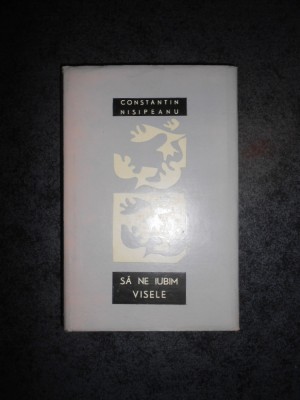 CONSTANTIN
NISIPEANU
SĂ NE IUBIM
VISELE